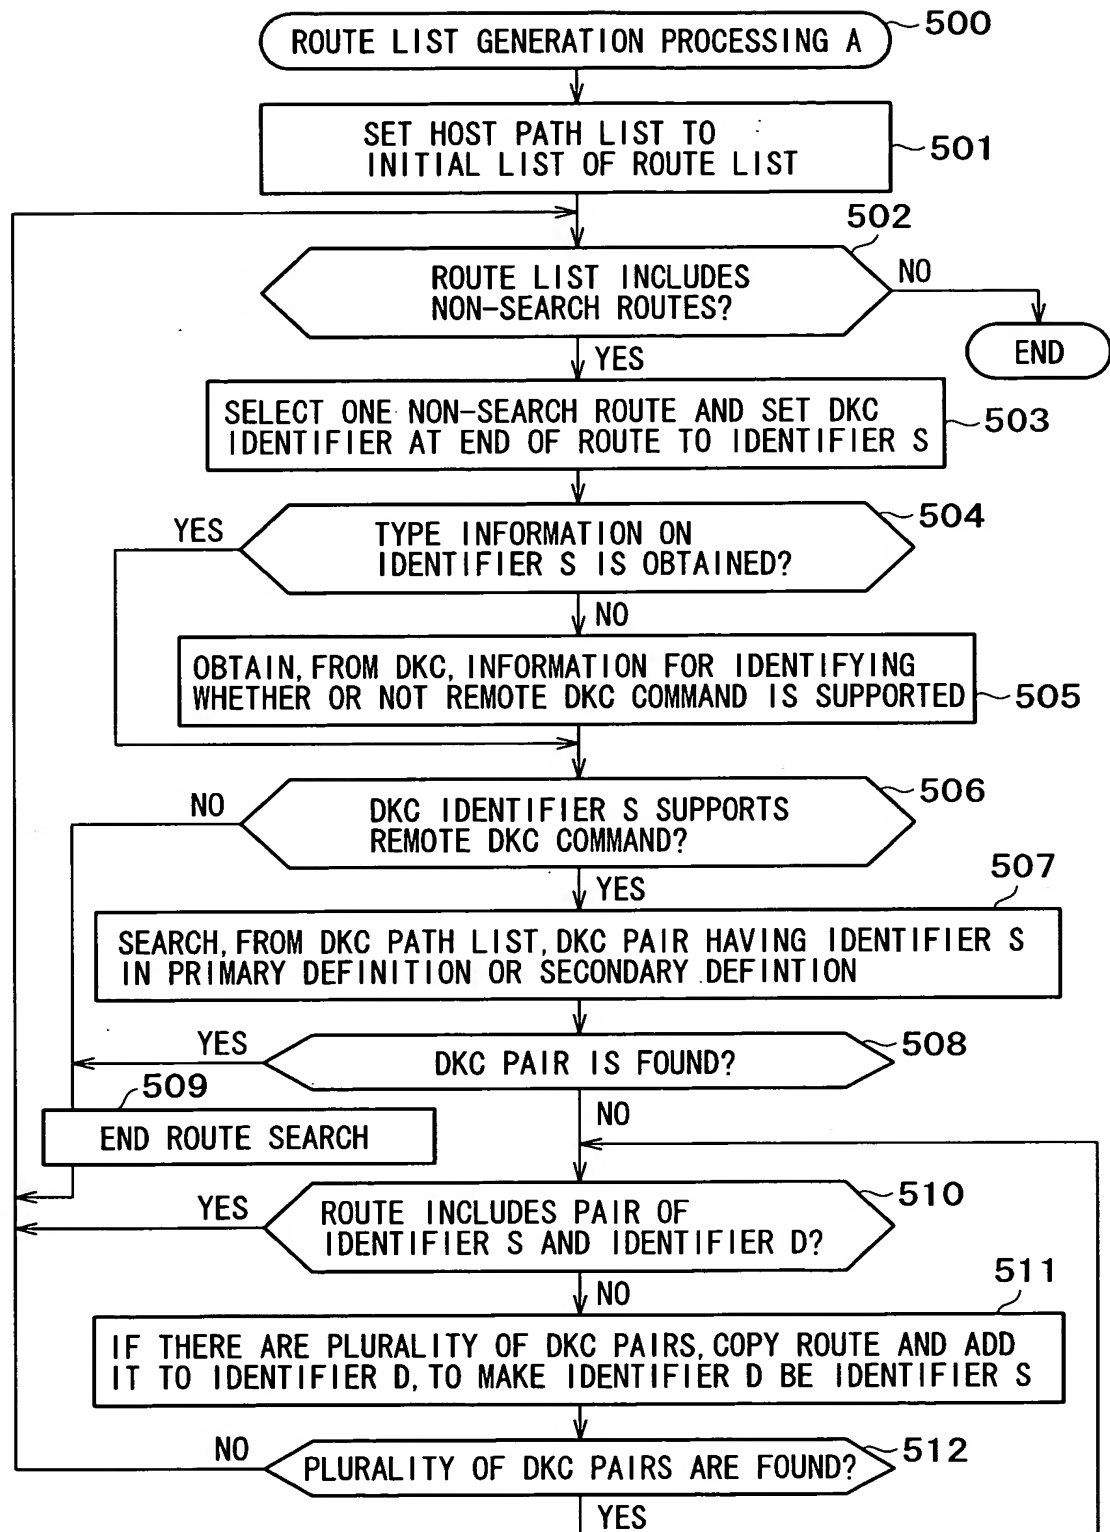 ROUTE LIST GENERATION PROCESSING A
500
SET HOST PATH LIST TO
INITIAL LIST OF ROUTE LIST
501
502
ROUTE LIST INCLUDES
NON-SEARCH ROUTES?
NO
END
YES
SELECT ONE NON-SEARCH ROUTE AND SET DKC
IDENTIFIER AT END OF ROUTE TO IDENTIFIER S
503
504
YES
TYPE INFORMATION ON
IDENTIFIER S IS OBTAINED?
NO
OBTAIN, FROM DKC, INFORMATION FOR IDENTIFYING
WHETHER OR NOT REMOTE DKC COMMAND IS SUPPORTED
505
506
NO
DKC IDENTIFIER S SUPPORTS
REMOTE DKC COMMAND?
YES
507
SEARCH, FROM DKC PATH LIST, DKC PAIR HAVING IDENTIFIER S
IN PRIMARY DEFINITION OR SECONDARY DEFINTION
508
YES
DKC PAIR IS FOUND?
509
NO
END ROUTE SEARCH
510
YES
ROUTE INCLUDES PAIR OF
IDENTIFIER S AND IDENTIFIER D?
NO
511
IF THERE ARE PLURALITY OF DKC PAIRS, COPY ROUTE AND ADD
IT TO IDENTIFIER D, TO MAKE IDENTIFIER D BE IDENTIFIER S
512
NO
PLURALITY OF DKC PAIRS ARE FOUND?
YES